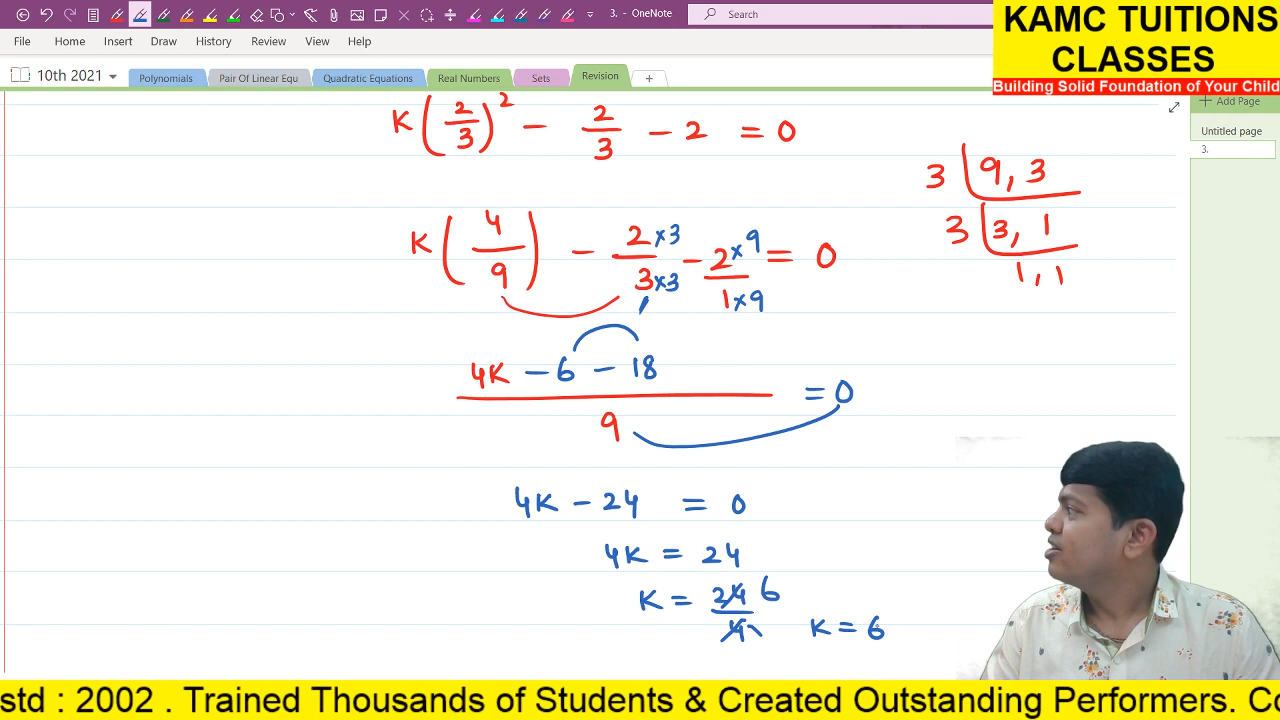 3. - OneNote
Search
KAMC TUITIONS
CLASSES
Building Solid Foundation of Your Child
File Home Insert Draw History Review View Help
10th 2021
Polynomials Pair Of Linear Equ Quadratic Equations Real Numbers Sets Revision
Add Page
Untitled page
3.
K(2/3)² - 2/3 - 2 = 0
K(4/9) - 2×3/3×3 - 2×9/1×9 = 0
3 | 9, 3
3 | 3, 1
1, 1
4K - 6 - 18 / 9 = 0
4K - 24 = 0
4K = 24
K = 24/4 6
1
K = 6
std : 2002 . Trained Thousands of Students & Created Outstanding Performers. Co